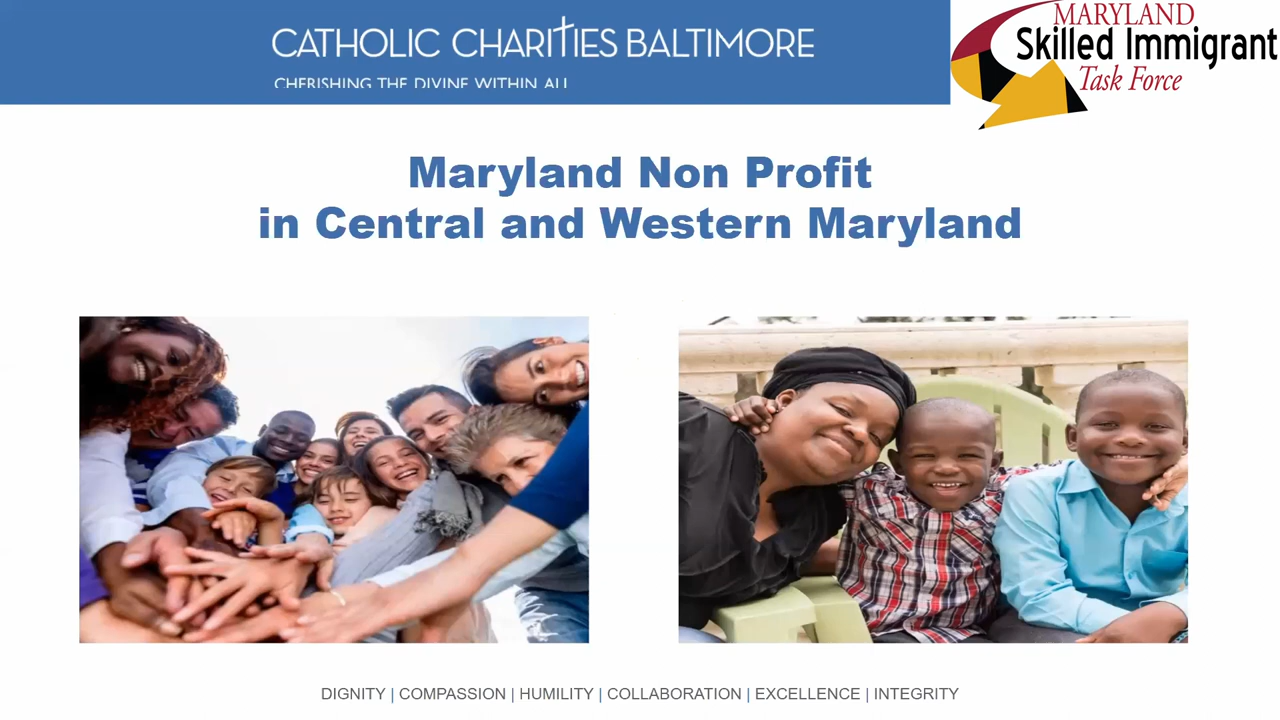 CATHOLIC CHARITIES BALTIMORE
CHERISHING THE DIVINE WITHIN ALL
MARYLAND
Skilled Immigrant
Task Force
Maryland Non Profit
in Central and Western Maryland
DIGNITY | COMPASSION | HUMILITY | COLLABORATION | EXCELLENCE | INTEGRITY